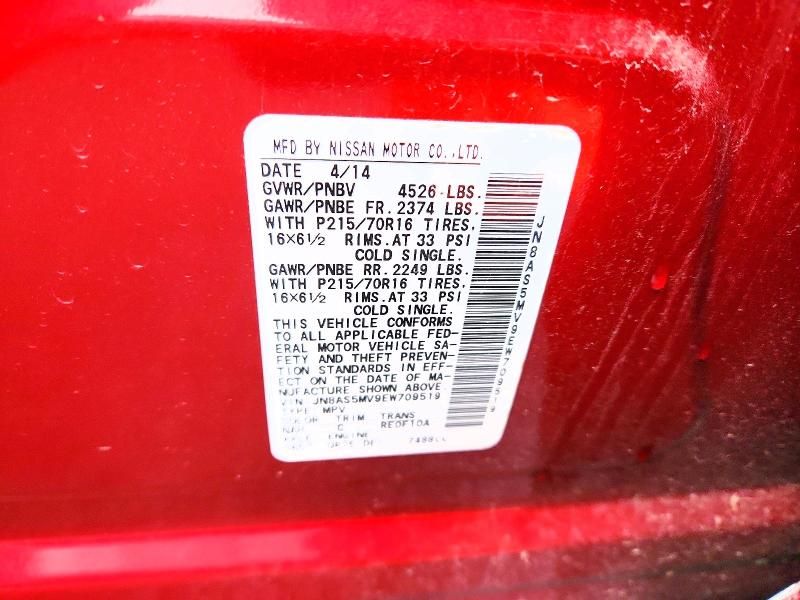 MFD BY NISSAN MOTOR CO.,LTD.
DATE 4/14
GVWR/PNBV 4526 LBS.
GAWR/PNBE FR. 2374 LBS.
WITH P215/70R16 TIRES,
16×6½ RIMS.AT 33 PSI
COLD SINGLE.
GAWR/PNBE RR. 2249 LBS.
WITH P215/70R16 TIRES,
16×6½ RIMS.AT 33 PSI
COLD SINGLE.
THIS VEHICLE CONFORMS
TO ALL APPLICABLE FED-
ERAL MOTOR VEHICLE SA-
FETY AND THEFT PREVEN-
TION STANDARDS IN EFF-
ECT ON THE DATE OF MA-
NUFACTURE SHOWN ABOVE.
VIN JN8AS5MV9EW709519
TYPE MPV
COLOR TRIM TRANS
NAH G RE0F10A
ENGINE
2488CC
JN8AS5MV9EW709519